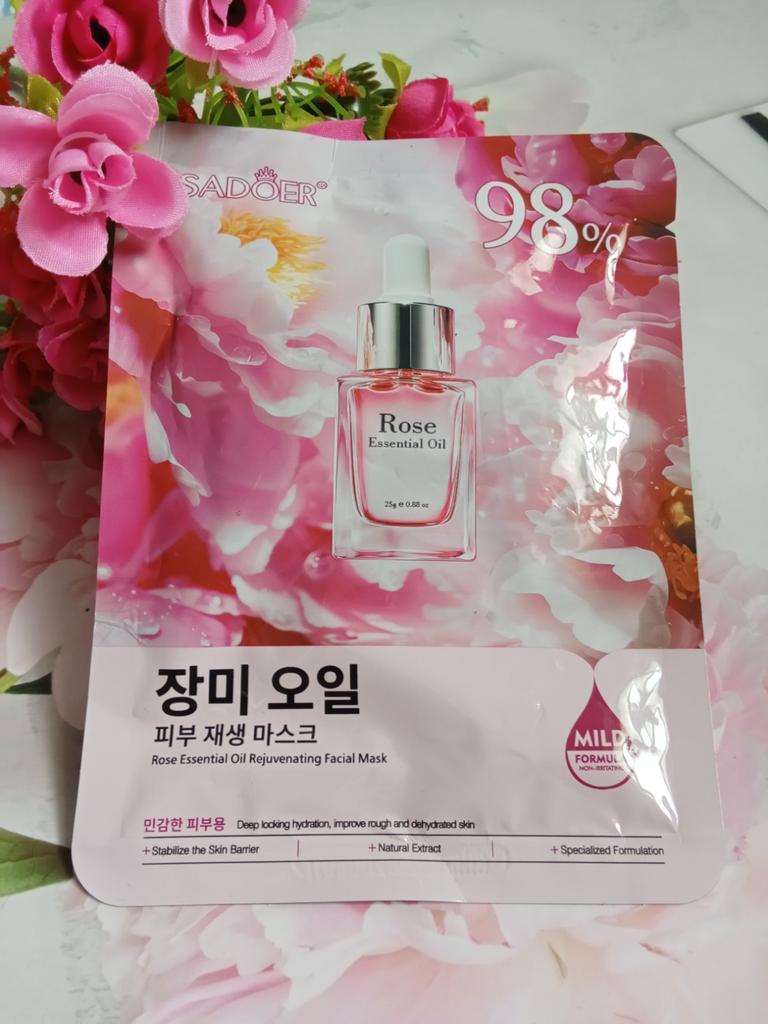 SADOER®
98%
Rose
Essential Oil
25g e 0.88 oz
장미 오일
피부 재생 마스크
Rose Essential Oil Rejuvenating Facial Mask
MILD
FORMULA
NON-IRRITATING
민감한 피부용 Deep locking hydration, improve rough and dehydrated skin
+Stabilize the Skin Barrier | +Natural Extract | +Specialized Formulation